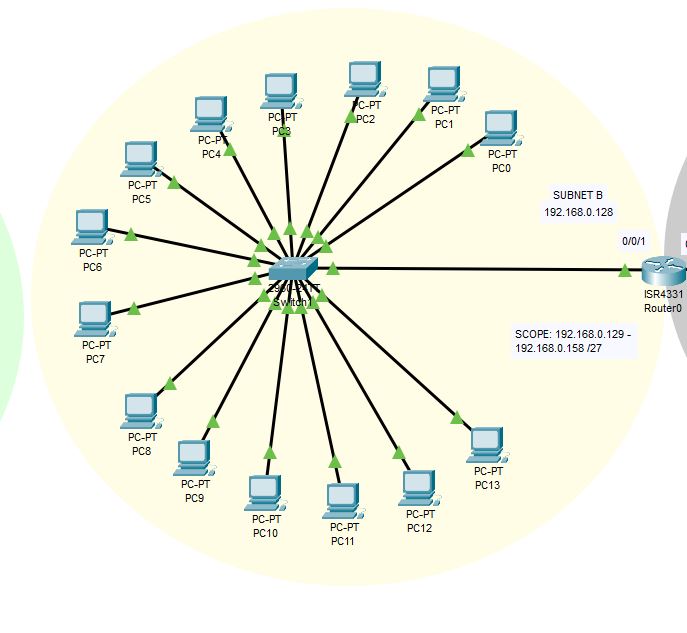 PC-PT
PC3
PC-PT
PC2
PC-PT
PC1
PC-PT
PC4
PC-PT
PC0
PC-PT
PC5
SUBNET B
192.168.0.128
PC-PT
PC6
0/0/1
2960-24TT
Switch1
ISR4331
Router0
PC-PT
PC7
SCOPE: 192.168.0.129 -
192.168.0.158 /27
PC-PT
PC8
PC-PT
PC13
PC-PT
PC9
PC-PT
PC10
PC-PT
PC11
PC-PT
PC12